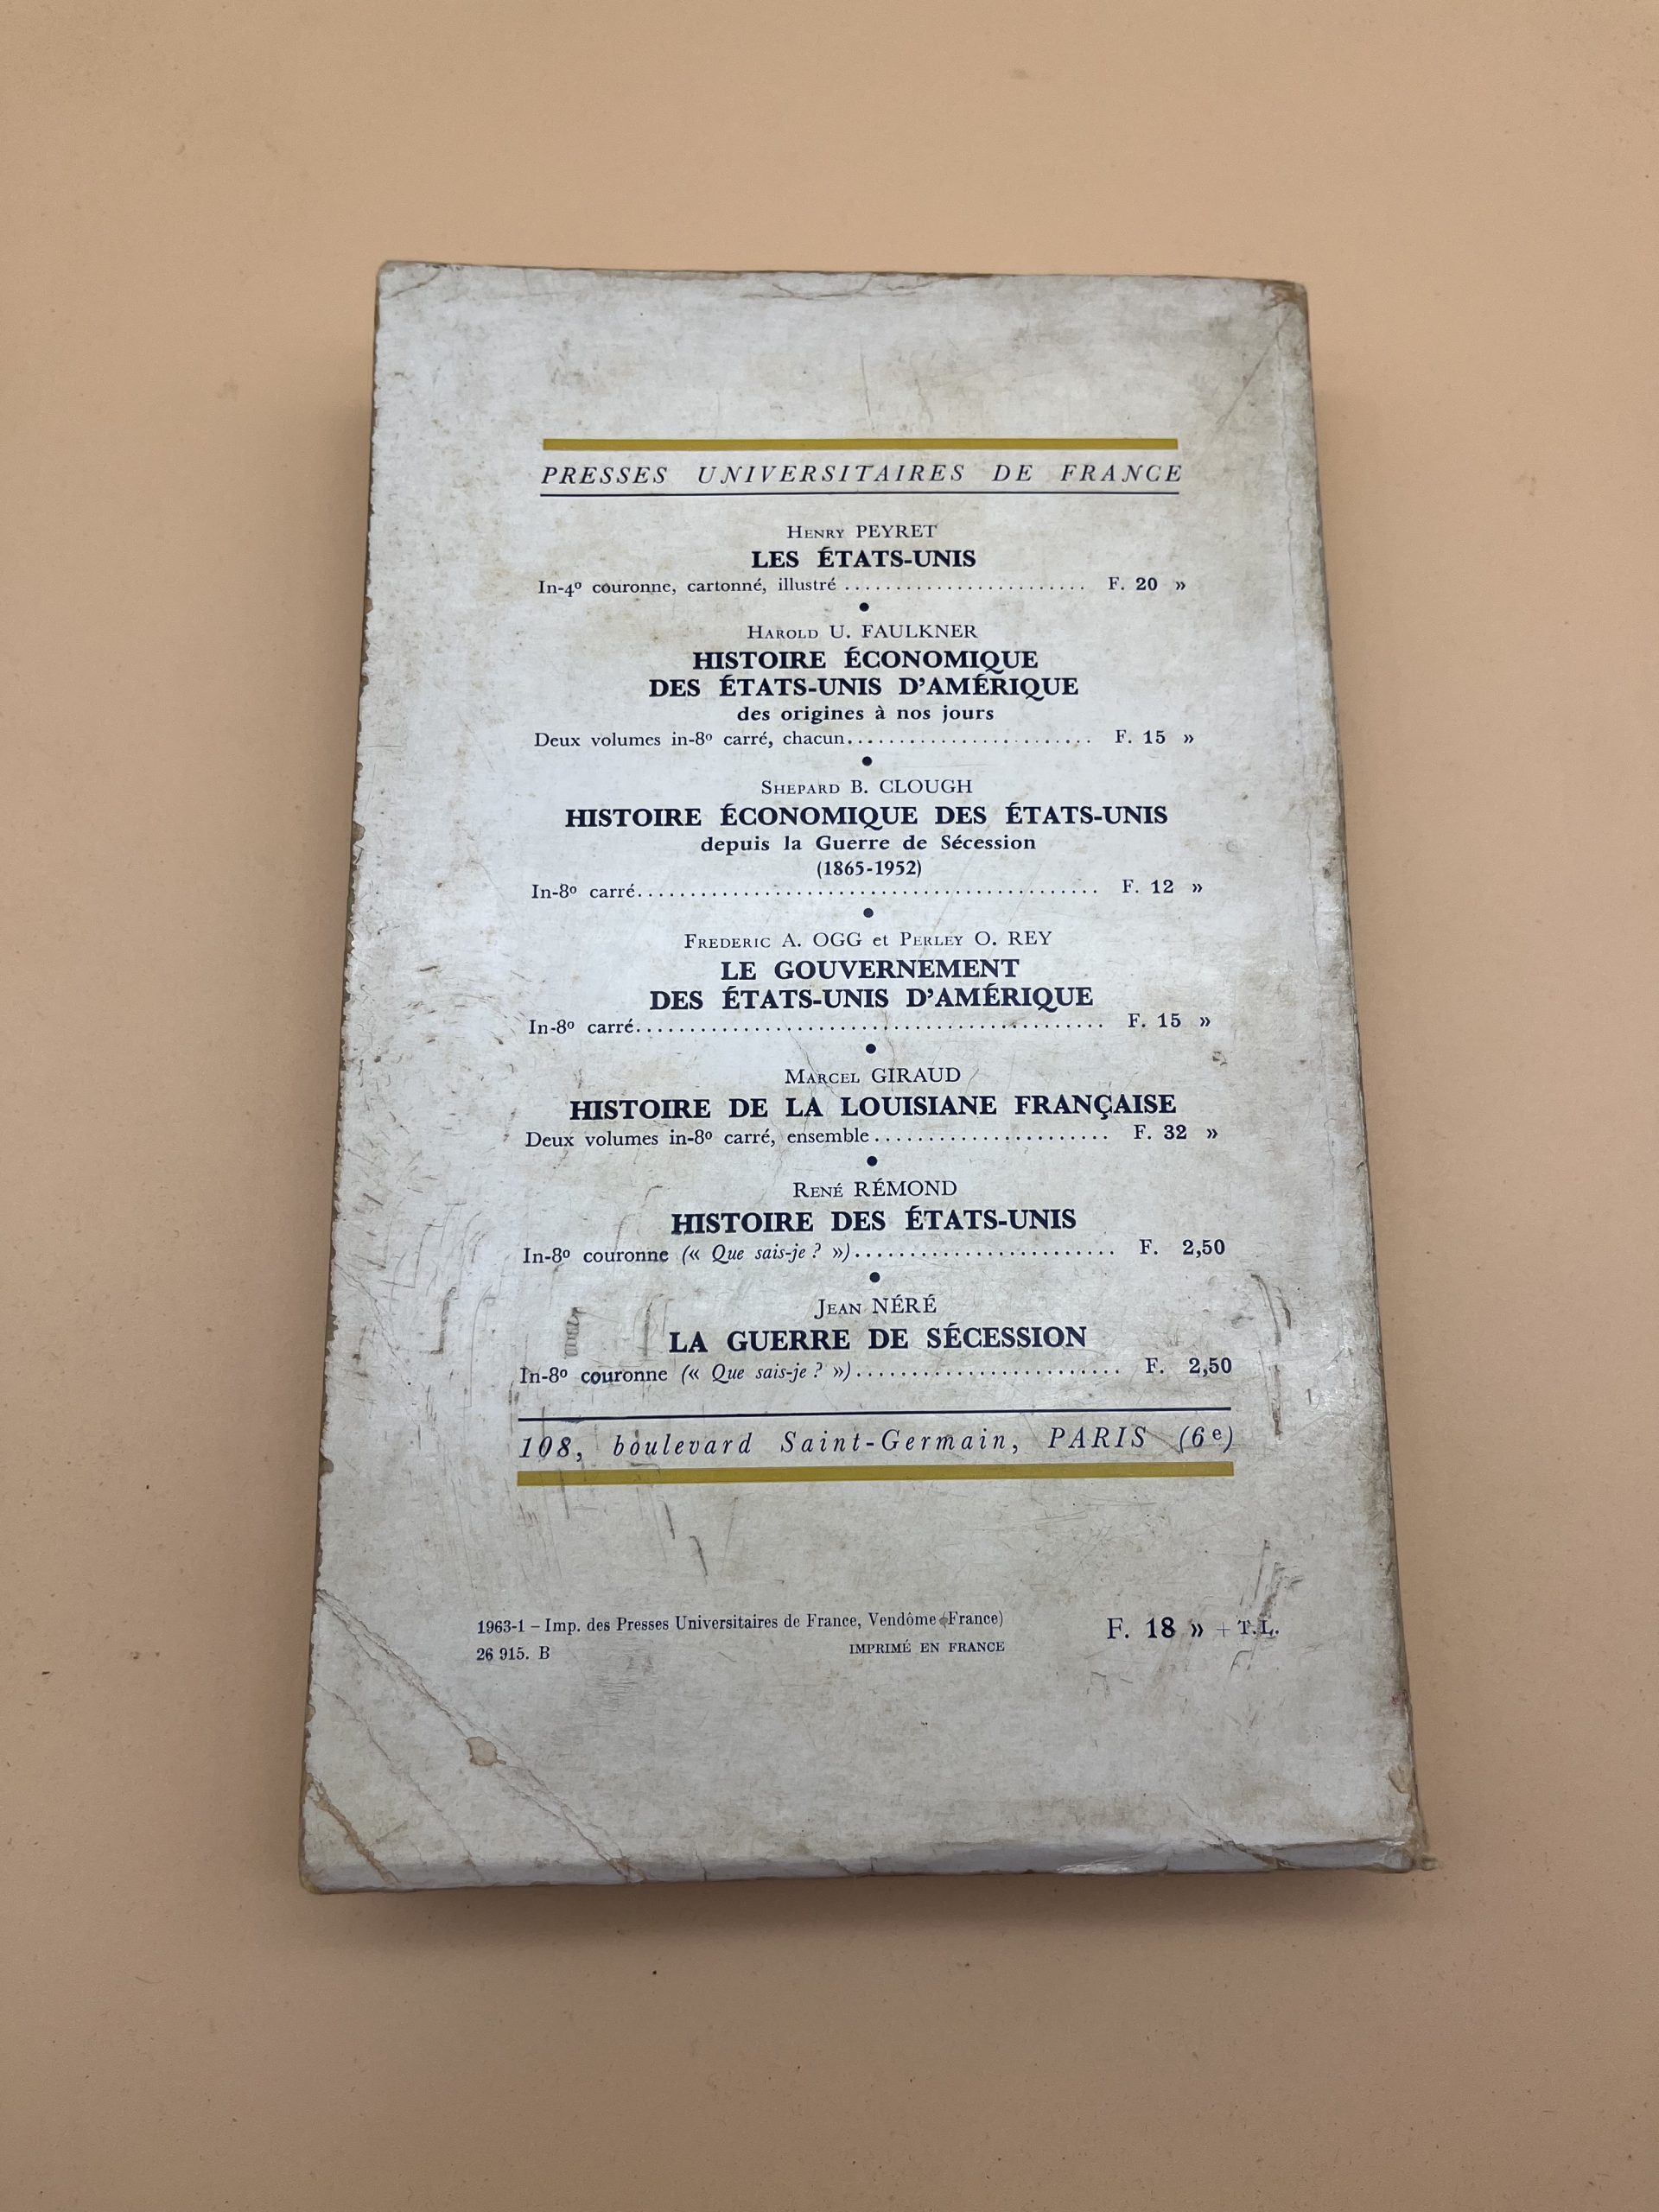 PRESSES UNIVERSITAIRES DE FRANCE
Henry PEYRET
LES ÉTATS-UNIS
In-4º couronne, cartonné, illustré ........................ F. 20 »
●
Harold U. FAULKNER
HISTOIRE ÉCONOMIQUE
DES ÉTATS-UNIS D'AMÉRIQUE
des origines à nos jours
Deux volumes in-8º carré, chacun........................ F. 15 »
●
Shepard B. CLOUGH
HISTOIRE ÉCONOMIQUE DES ÉTATS-UNIS
depuis la Guerre de Sécession
(1865-1952)
In-8º carré............................................ F. 12 »
●
Frederic A. OGG et Perley O. REY
LE GOUVERNEMENT
DES ÉTATS-UNIS D'AMÉRIQUE
In-8º carré............................................ F. 15 »
●
Marcel GIRAUD
HISTOIRE DE LA LOUISIANE FRANÇAISE
Deux volumes in-8º carré, ensemble...................... F. 32 »
●
René RÉMOND
HISTOIRE DES ÉTATS-UNIS
In-8º couronne (« Que sais-je ? »)........................ F. 2,50
●
Jean NÉRÉ
LA GUERRE DE SÉCESSION
In-8º couronne (« Que sais-je ? »)........................ F. 2,50
108, boulevard Saint-Germain, PARIS (6e)
1963-1 – Imp. des Presses Universitaires de France, Vendôme (France)
26 915. B IMPRIMÉ EN FRANCE
F. 18 » + T.L.